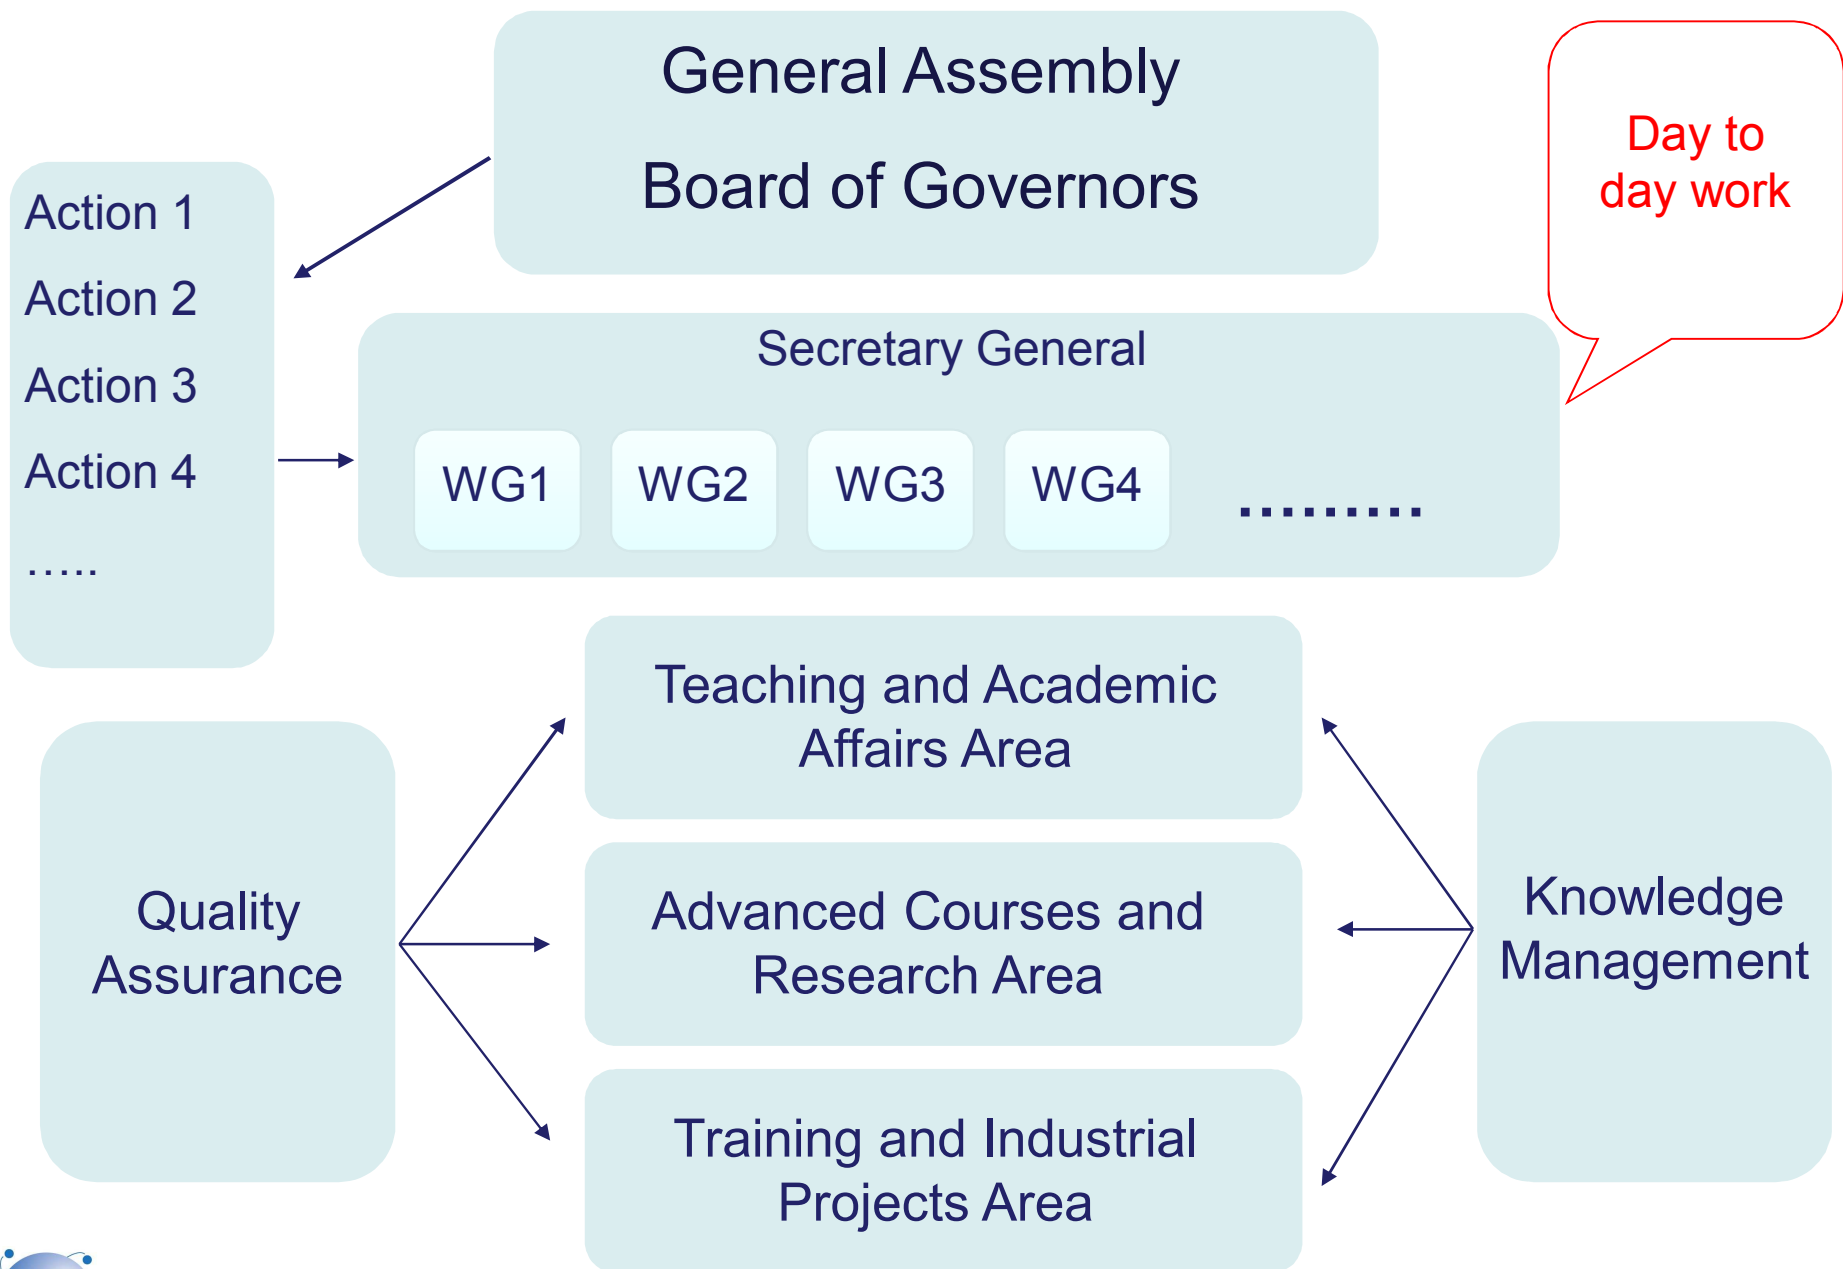 General Assembly
Board of Governors
Day to
day work
Action 1
Action 2
Action 3
Action 4
…..
Secretary General
WG1
WG2
WG3
WG4
………
Teaching and Academic
Affairs Area
Quality
Assurance
Advanced Courses and
Research Area
Knowledge
Management
Training and Industrial
Projects Area